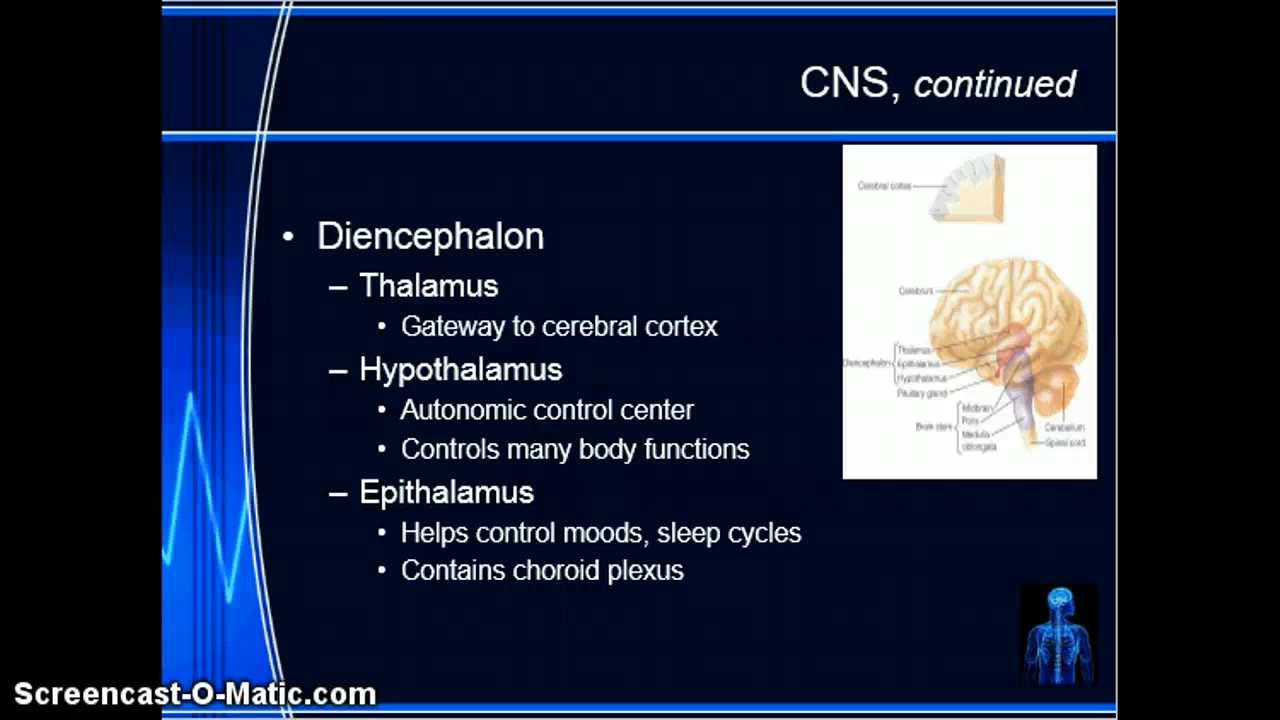 CNS, continued
• Diencephalon
– Thalamus
• Gateway to cerebral cortex
– Hypothalamus
• Autonomic control center
• Controls many body functions
– Epithalamus
• Helps control moods, sleep cycles
• Contains choroid plexus
Cerebral cortex
Cerebrum
Thalamus
Diencephalon
Epithalamus
Hypothalamus
Pituitary gland
Midbrain
Pons
Brain stem
Medulla
oblongata
Cerebellum
Spinal cord
Screencast-O-Matic.com